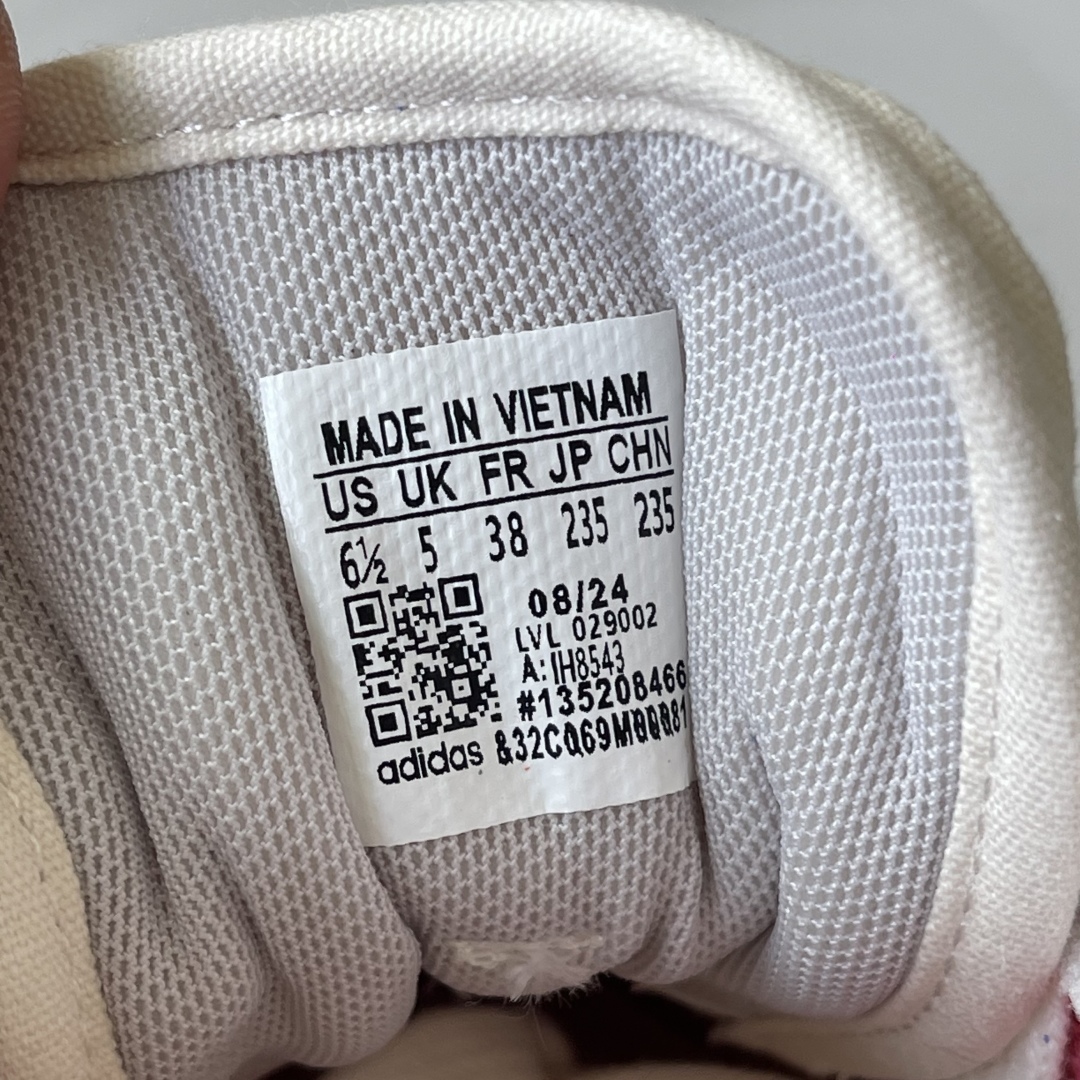 MADE IN VIETNAM
US UK FR JP CHN
6½ 5 38 235 235
08/24
LVL 029002
A: IH8543
#135208466
adidas &32CQ69MQQQ81